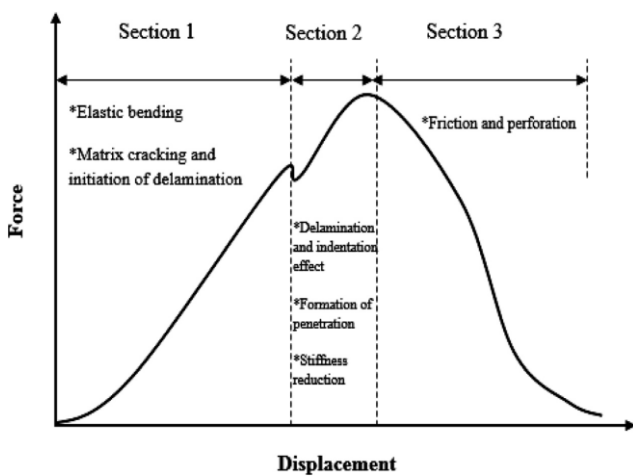 Section 1
Section 2
Section 3
*Elastic bending
*Matrix cracking and
initiation of delamination
*Delamination
and indentation
effect
*Formation of
penetration
*Stiffness
reduction
*Friction and perforation
Force
Displacement